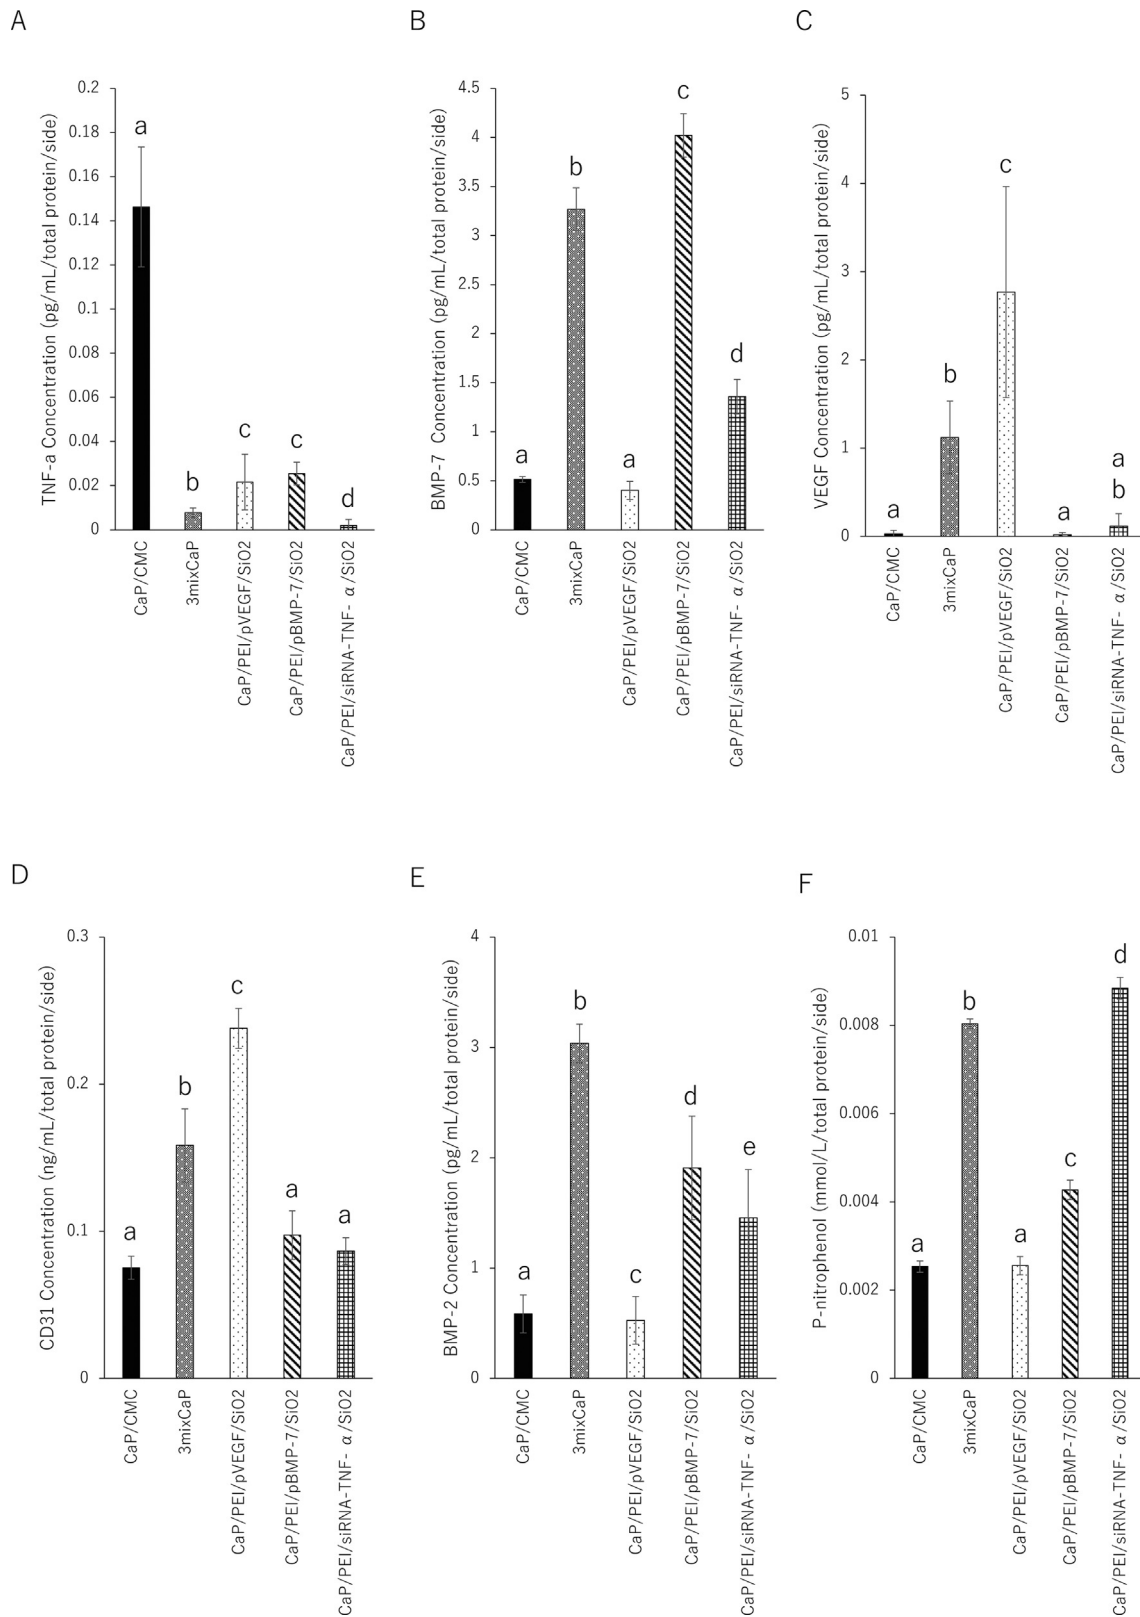 A
TNF-a Concentration (pg/mL/total protein/side)
0.2
0.18
0.16
0.14
0.12
0.1
0.08
0.06
0.04
0.02
0
a
b
c
c
d
CaP/CMC
3mixCaP
CaP/PEI/pVEGF/SiO2
CaP/PEI/pBMP-7/SiO2
CaP/PEI/siRNA-TNF- α/SiO2
B
BMP-7 Concentration (pg/mL/total protein/side)
4.5
4
3.5
3
2.5
2
1.5
1
0.5
0
a
b
a
c
d
CaP/CMC
3mixCaP
CaP/PEI/pVEGF/SiO2
CaP/PEI/pBMP-7/SiO2
CaP/PEI/siRNA-TNF- α/SiO2
C
VEGF Concentration (pg/mL/total protein/side)
5
4
3
2
1
0
a
b
c
a
a
b
CaP/CMC
3mixCaP
CaP/PEI/pVEGF/SiO2
CaP/PEI/pBMP-7/SiO2
CaP/PEI/siRNA-TNF- α/SiO2
D
CD31 Concentration (ng/mL/total protein/side)
0.3
0.2
0.1
0
a
b
c
a
a
CaP/CMC
3mixCaP
CaP/PEI/pVEGF/SiO2
CaP/PEI/pBMP-7/SiO2
CaP/PEI/siRNA-TNF- α/SiO2
E
BMP-2 Concentration (pg/mL/total protein/side)
4
3
2
1
0
a
b
c
d
e
CaP/CMC
3mixCaP
CaP/PEI/pVEGF/SiO2
CaP/PEI/pBMP-7/SiO2
CaP/PEI/siRNA-TNF- α/SiO2
F
P-nitrophenol (mmol/L/total protein/side)
0.01
0.008
0.006
0.004
0.002
0
a
b
a
c
d
CaP/CMC
3mixCaP
CaP/PEI/pVEGF/SiO2
CaP/PEI/pBMP-7/SiO2
CaP/PEI/siRNA-TNF- α/SiO2